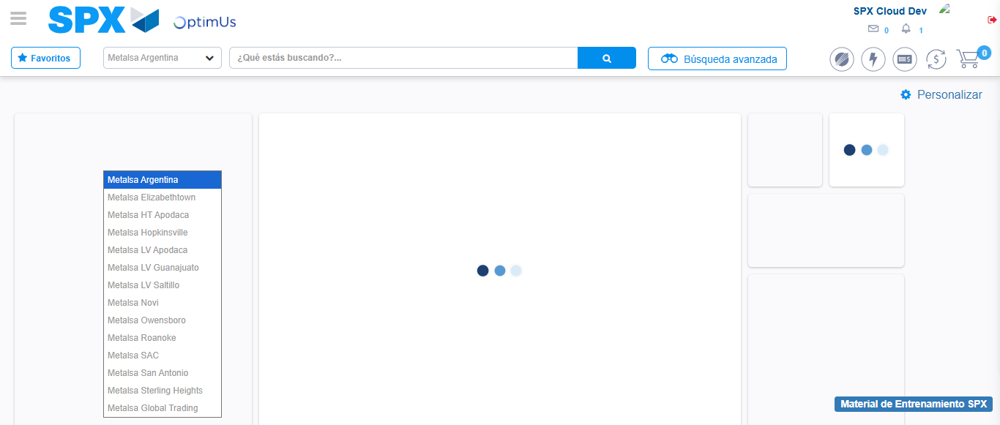 SPX OptimUs
SPX Cloud Dev
0 1
Favoritos
Metalsa Argentina
¿Qué estás buscando?...
Búsqueda avanzada
0
Personalizar
Metalsa Argentina
Metalsa Elizabethtown
Metalsa HT Apodaca
Metalsa Hopkinsville
Metalsa LV Apodaca
Metalsa LV Guanajuato
Metalsa LV Saltillo
Metalsa Novi
Metalsa Owensboro
Metalsa Roanoke
Metalsa SAC
Metalsa San Antonio
Metalsa Sterling Heights
Metalsa Global Trading
Material de Entrenamiento SPX